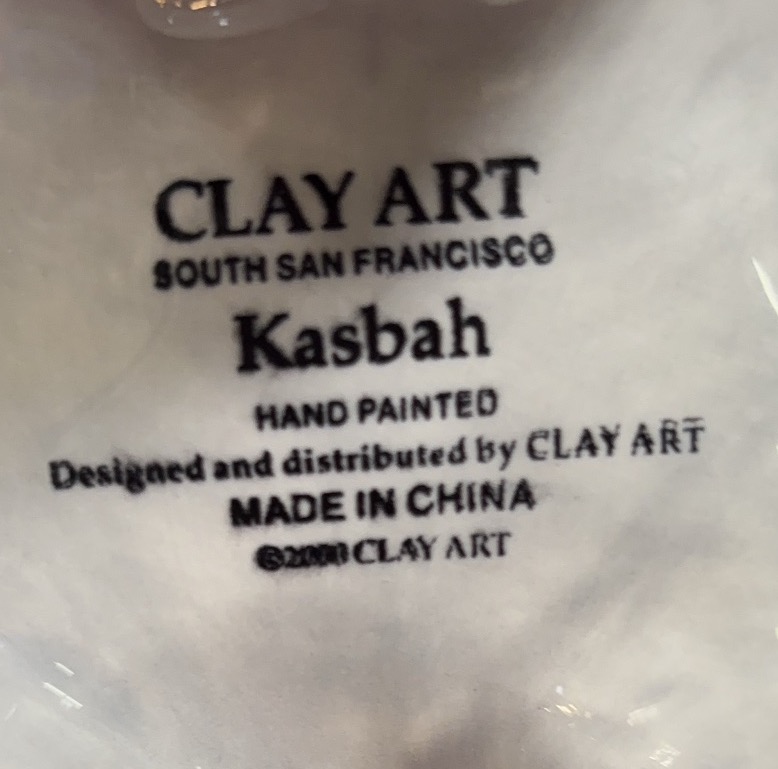 CLAY ART
SOUTH SAN FRANCISCO
Kasbah
HAND PAINTED
Designed and distributed by CLAY ART
MADE IN CHINA
©2000 CLAY ART